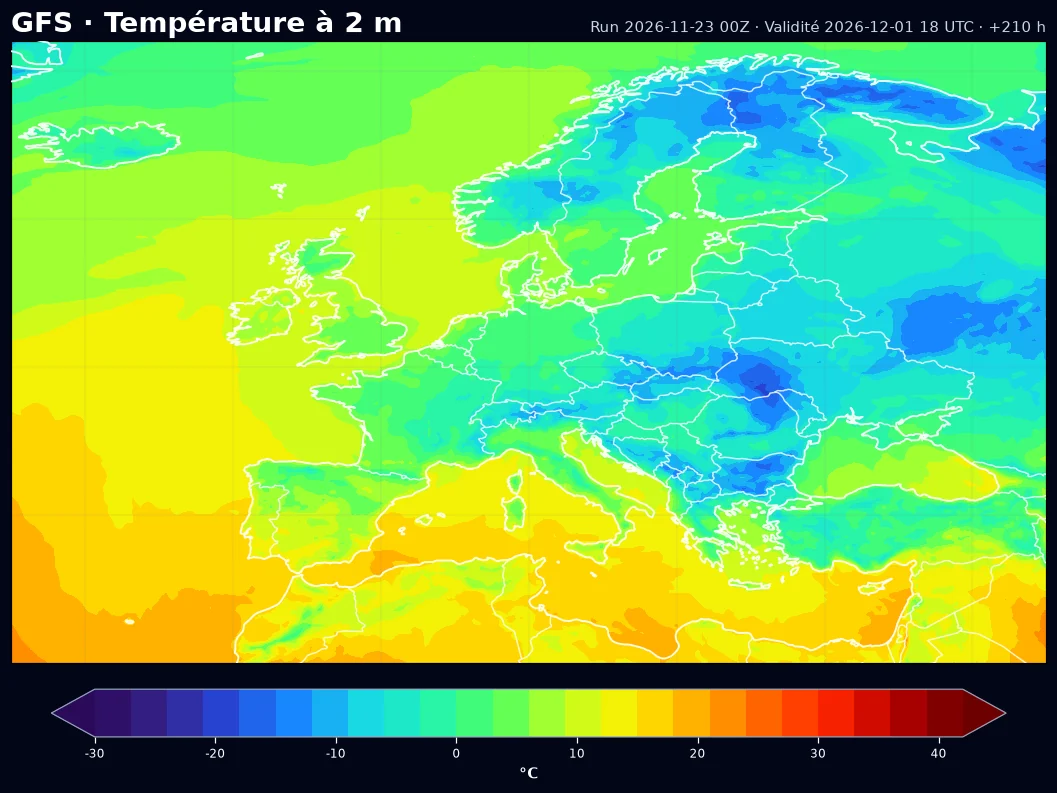 GFS · Température à 2 m
Run 2026-11-23 00Z · Validité 2026-12-01 18 UTC · +210 h
-30 -20 -10 0 10 20 30 40
°C